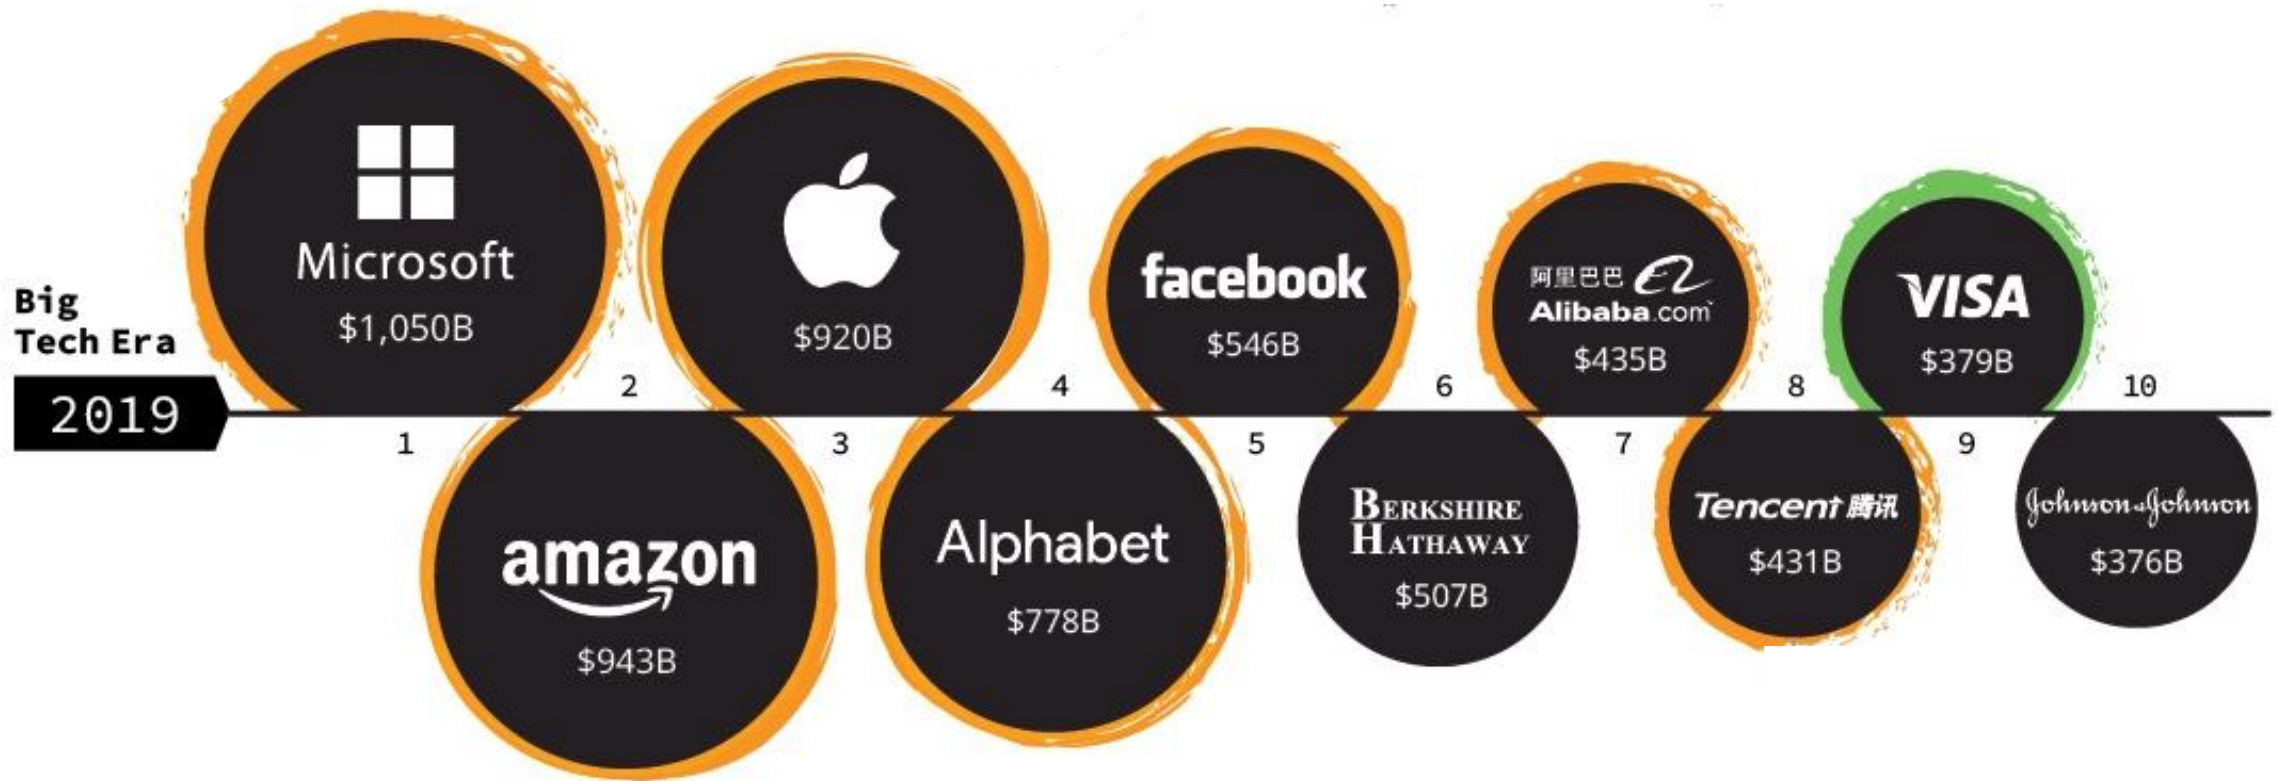 Big
Tech Era
2019
1
Microsoft
$1,050B
2
amazon
$943B
3
$920B
4
Alphabet
$778B
5
facebook
$546B
6
BERKSHIRE
HATHAWAY
$507B
7
阿里巴巴
Alibaba.com
$435B
8
Tencent 腾讯
$431B
9
VISA
$379B
10
Johnson & Johnson
$376B